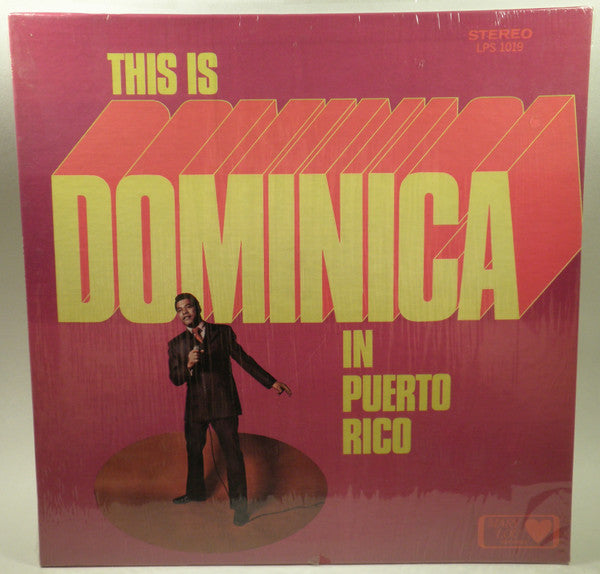 THIS IS
STEREO
LPS 1019
DOMINICA
IN
PUERTO
RICO